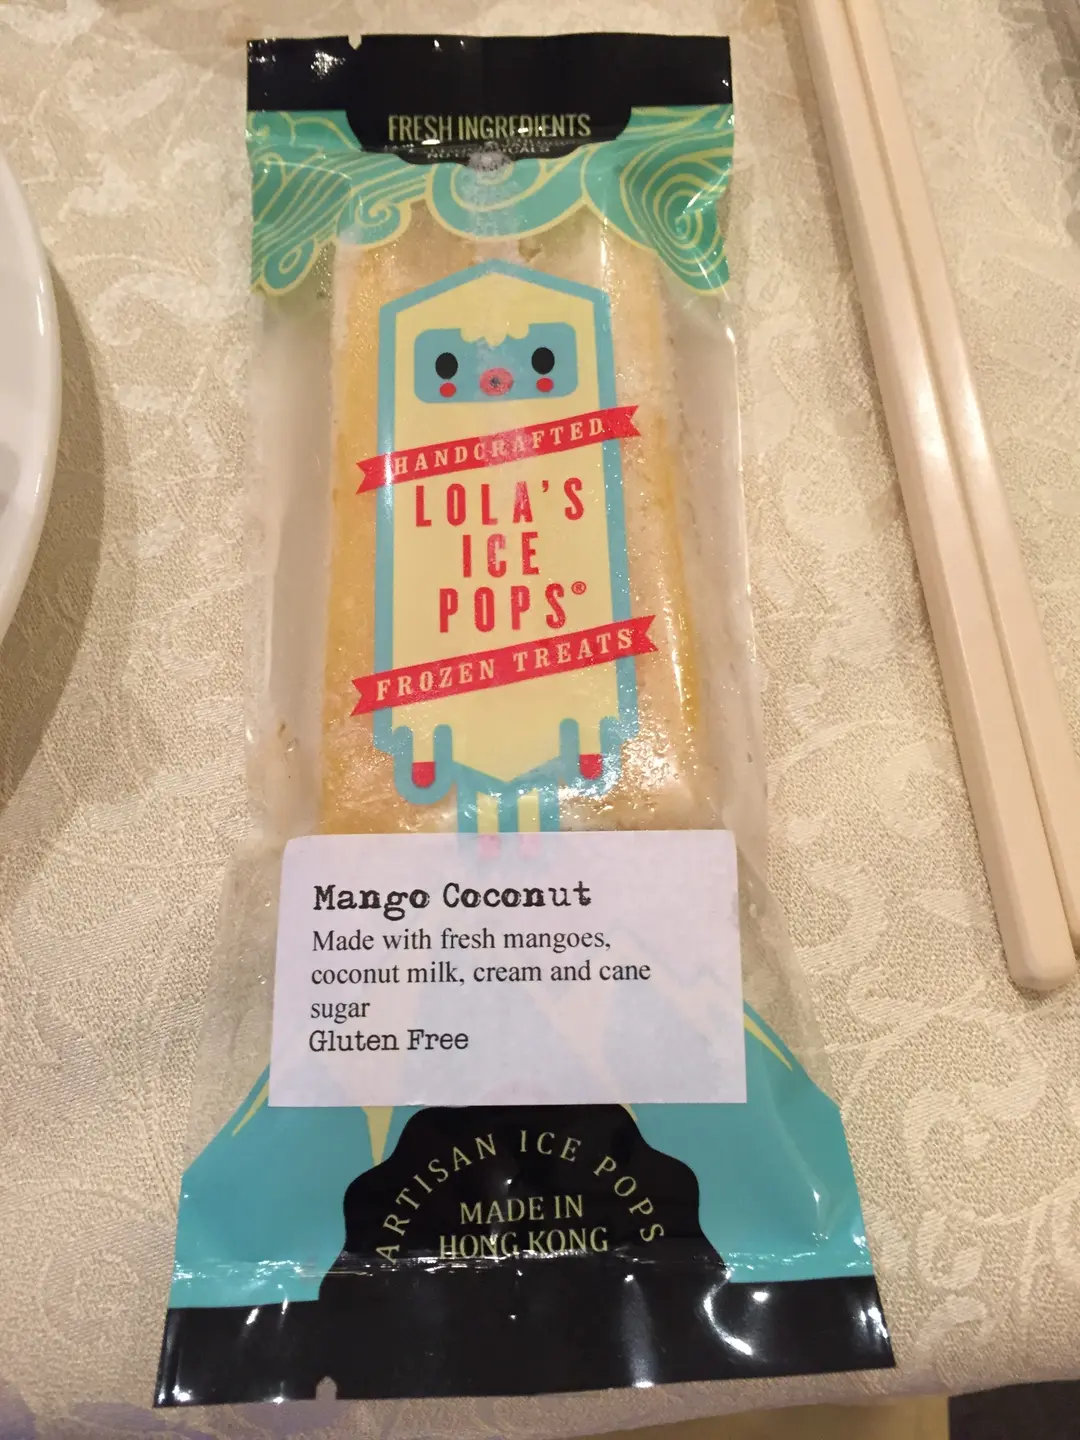 FRESH INGREDIENTS
HANDCRAFTED
LOLA'S
ICE
POPS®
FROZEN TREATS
Mango Coconut
Made with fresh mangoes,
coconut milk, cream and cane
sugar
Gluten Free
ARTISAN ICE POPS
MADE IN
HONG KONG